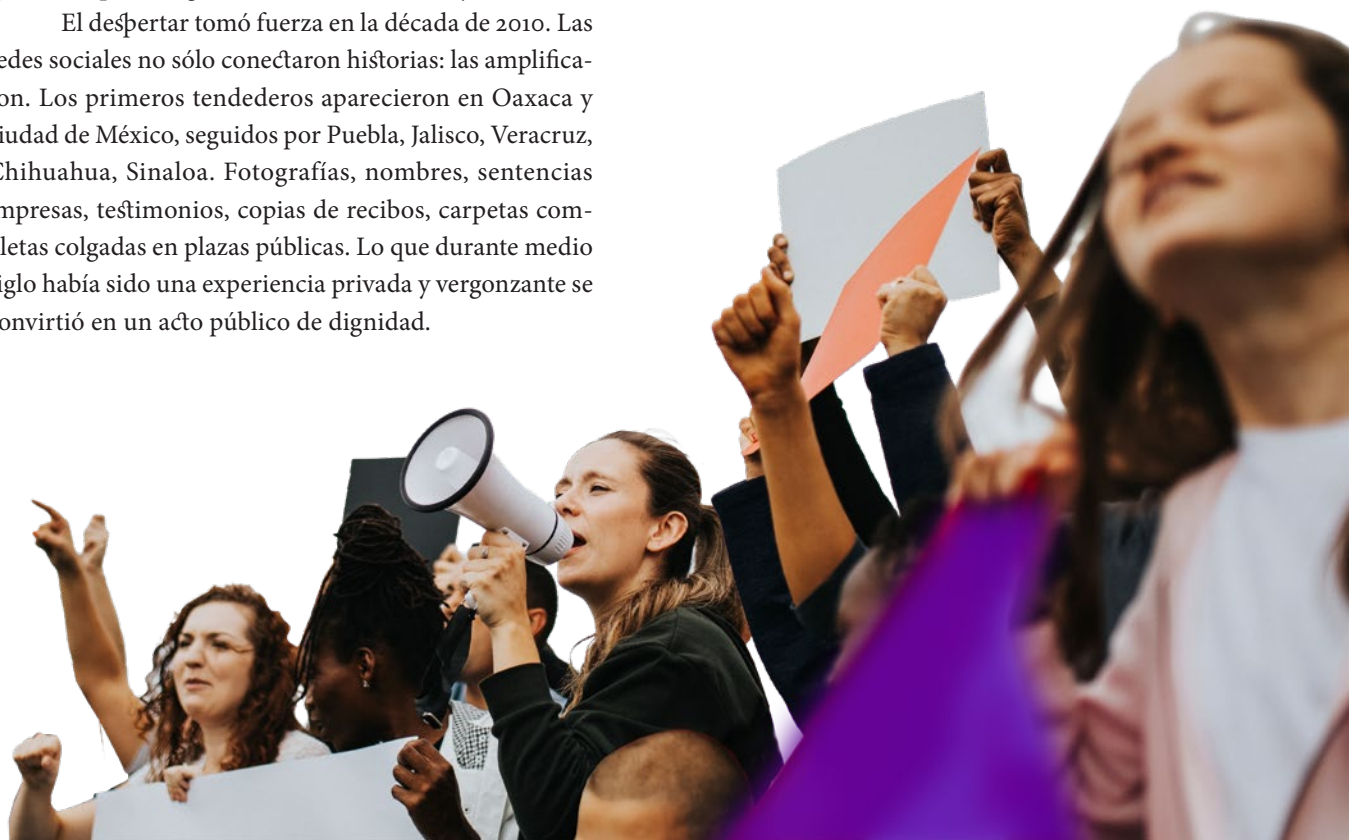 El despertar tomó fuerza en la década de 2010. Las
edes sociales no sólo conectaron historias: las amplifica-
on. Los primeros tendederos aparecieron en Oaxaca y
iudad de México, seguidos por Puebla, Jalisco, Veracruz,
Chihuahua, Sinaloa. Fotografías, nombres, sentencias
mpresas, testimonios, copias de recibos, carpetas com-
letas colgadas en plazas públicas. Lo que durante medio
iglo había sido una experiencia privada y vergonzante se
onvirtió en un acto público de dignidad.